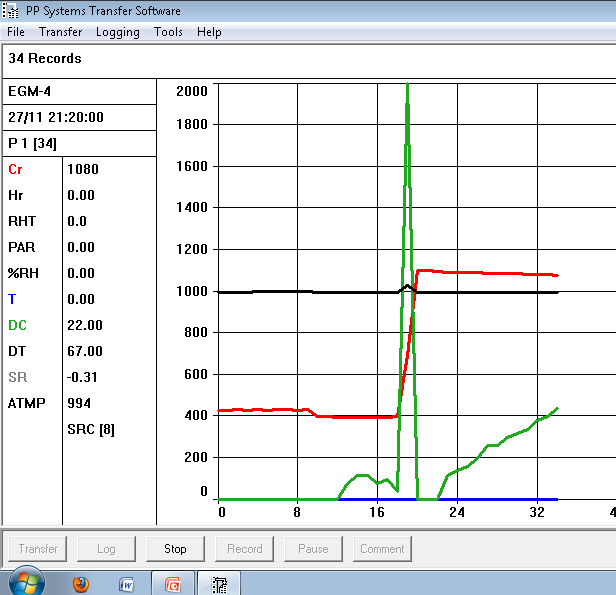 PP Systems Transfer Software
File Transfer Logging Tools Help
34 Records
EGM-4
27/11 21:20:00
P 1 [34]
Cr 1080
Hr 0.00
RHT 0.0
PAR 0.00
%RH 0.00
T 0.00
DC 22.00
DT 67.00
SR -0.31
ATMP 994
SRC [8]
2000
1800
1600
1400
1200
1000
800
600
400
200
0
0 8 16 24 32 4
Transfer Log Stop Record Pause Comment